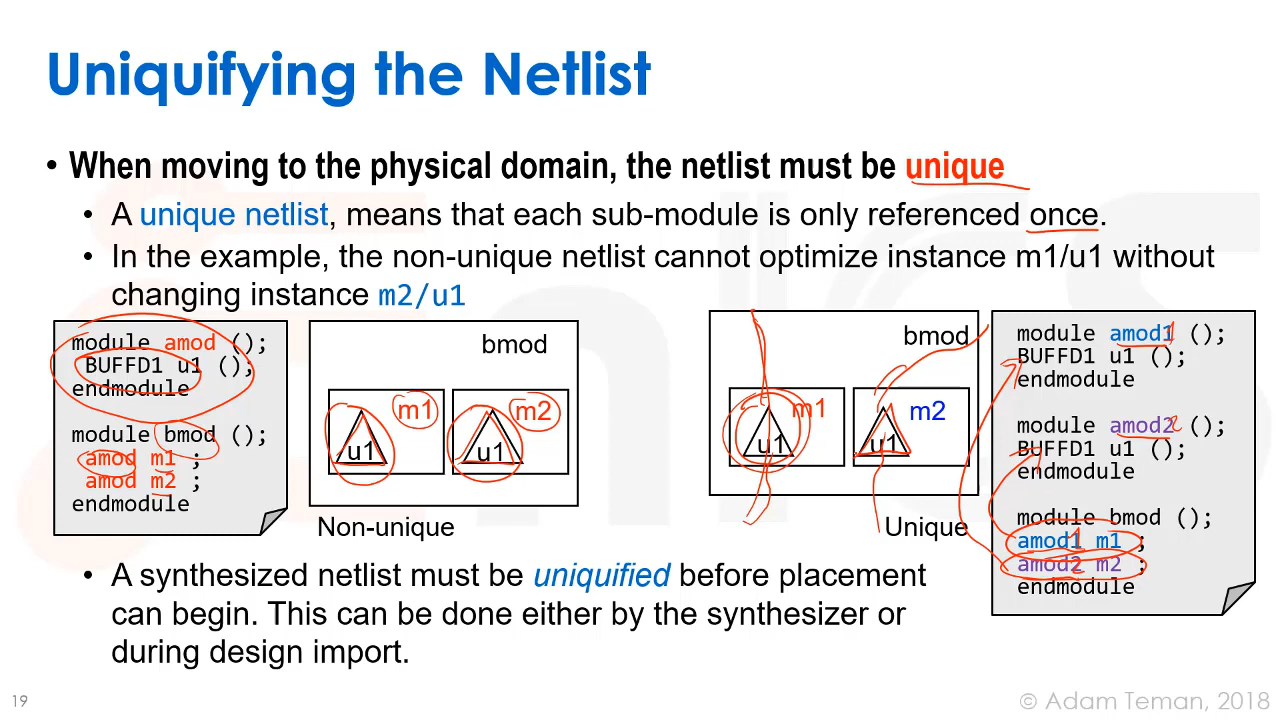 Uniquifying the Netlist
• When moving to the physical domain, the netlist must be unique
• A unique netlist, means that each sub-module is only referenced once.
• In the example, the non-unique netlist cannot optimize instance m1/u1 without
changing instance m2/u1
module amod ();
BUFFD1 u1 ();
endmodule
module bmod ();
amod m1 ;
amod m2 ;
endmodule
bmod
m1
m2
u1
u1
Non-unique
bmod
m1
m2
u1
u1
Unique
module amod1 ();
BUFFD1 u1 ();
endmodule
module amod2 ();
BUFFD1 u1 ();
endmodule
module bmod ();
amod1 m1 ;
amod2 m2 ;
endmodule
• A synthesized netlist must be uniquified before placement
can begin. This can be done either by the synthesizer or
during design import.
19
© Adam Teman, 2018